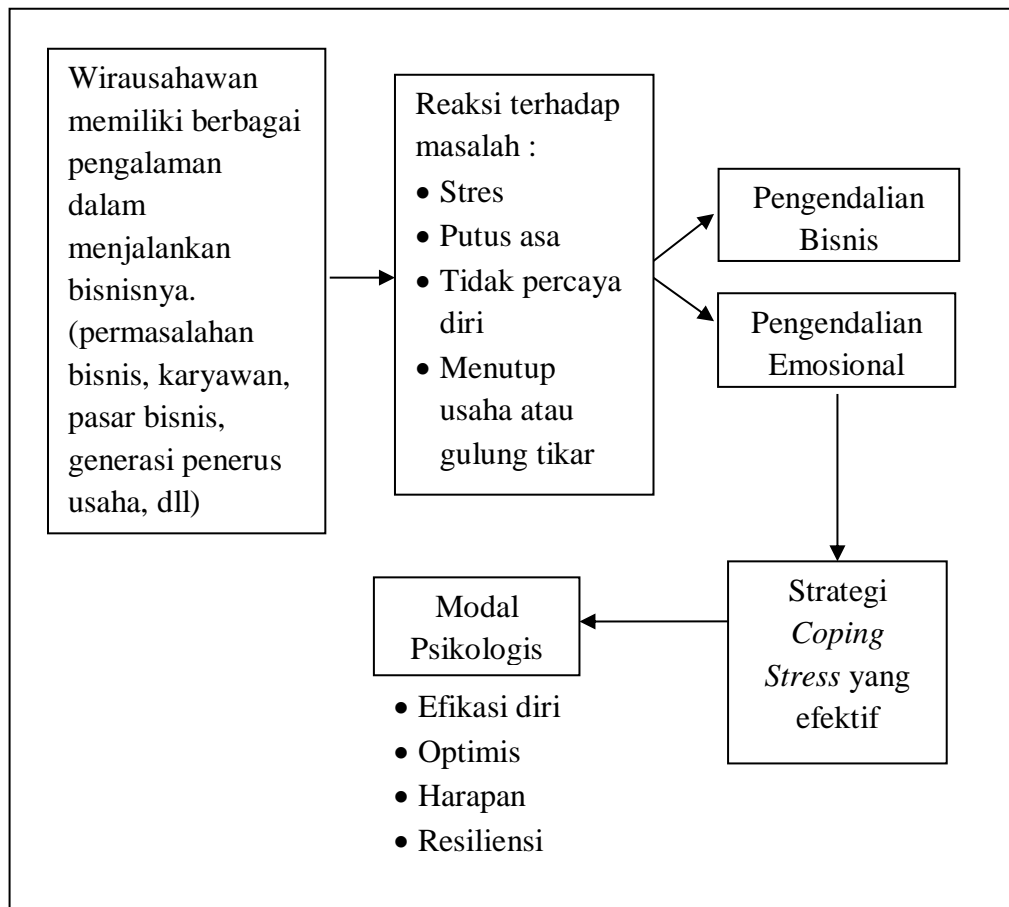 Wirausahawan
memiliki berbagai
pengalaman
dalam
menjalankan
bisnisnya.
(permasalahan
bisnis, karyawan,
pasar bisnis,
generasi penerus
usaha, dll)
Reaksi terhadap
masalah :
• Stres
• Putus asa
• Tidak percaya
diri
• Menutup
usaha atau
gulung tikar
Pengendalian
Bisnis
Pengendalian
Emosional
Strategi
Coping
Stress yang
efektif
Modal
Psikologis
• Efikasi diri
• Optimis
• Harapan
• Resiliensi